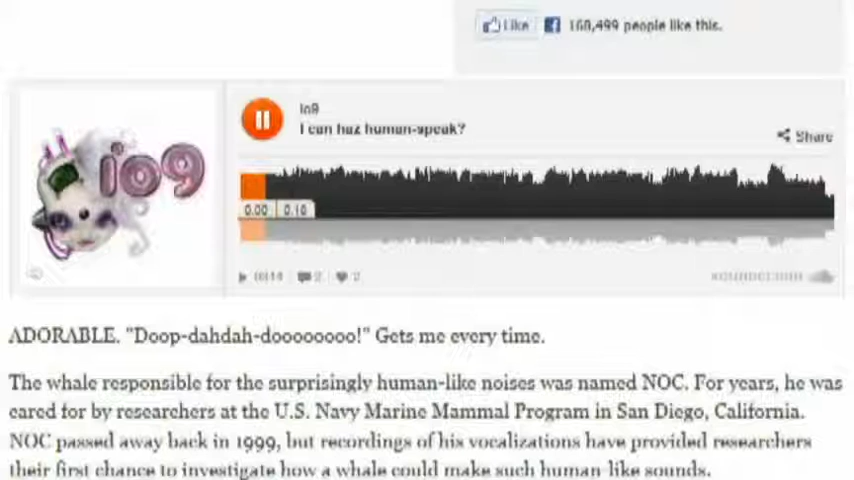 Like 160,499 people like this.
io9
io9
I can haz human-speak?
Share
0.00 0.18
2 2
SOUNDCLOUD
ADORABLE. "Doop-dahdah-doooooooo!" Gets me every time.
The whale responsible for the surprisingly human-like noises was named NOC. For years, he was
cared for by researchers at the U.S. Navy Marine Mammal Program in San Diego, California.
NOC passed away back in 1999, but recordings of his vocalizations have provided researchers
their first chance to investigate how a whale could make such human-like sounds.